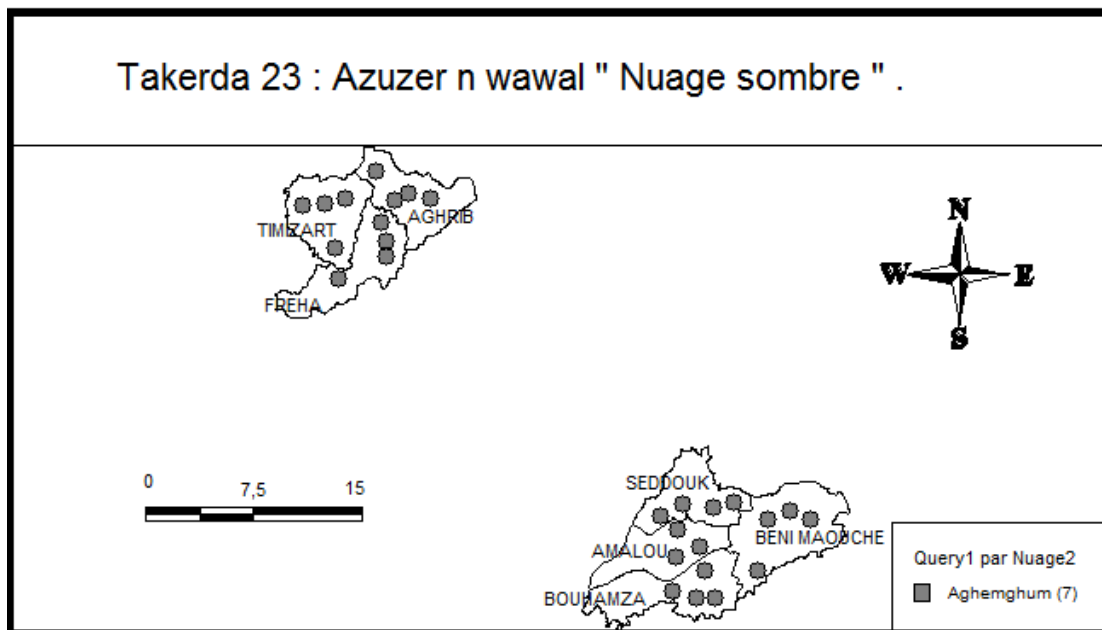 Takerda 23 : Azuzer n wawal " Nuage sombre " .
AGHRIB
TIMIZART
FREHA
N
W
E
S
0
7,5
15
SEDDOUK
BENI MAOUCHE
AMALOU
BOUHAMZA
Query1 par Nuage2
Aghemghum (7)